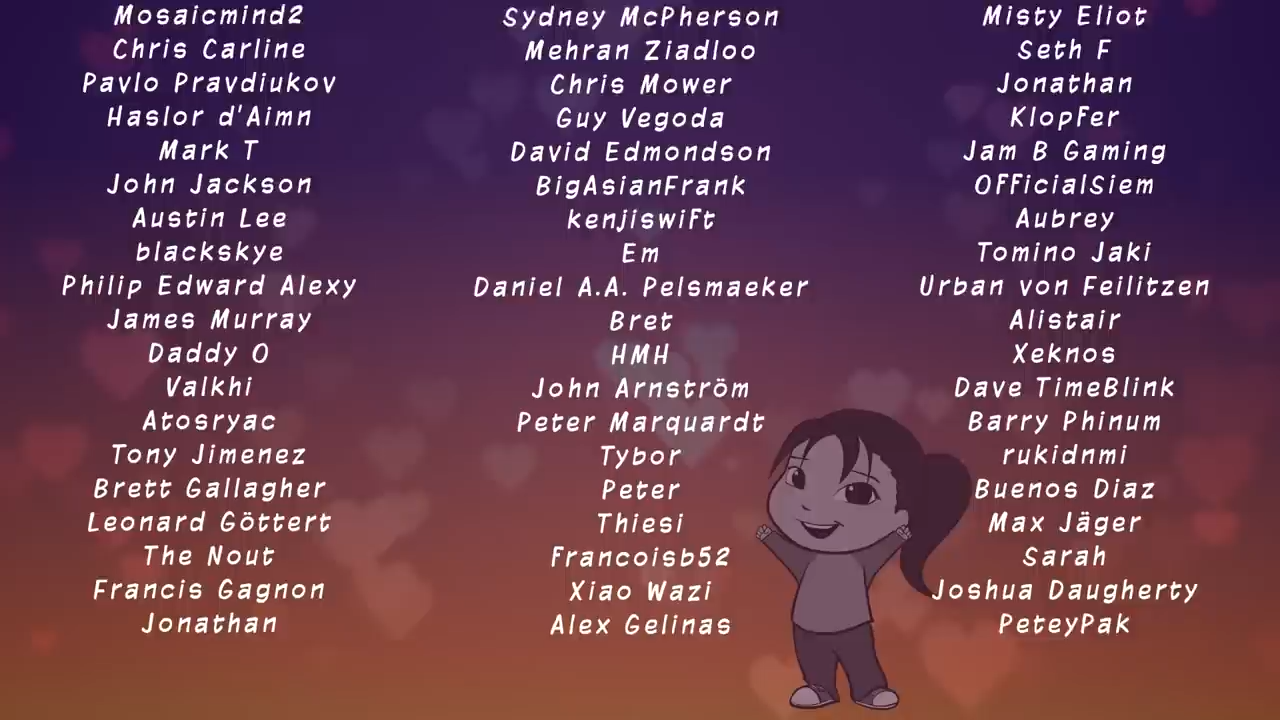 Mosaicmind2
Chris Carline
Pavlo Pravdiukov
Haslor d'Aimn
Mark T
John Jackson
Austin Lee
blackskye
Philip Edward Alexy
James Murray
Daddy O
Valkhi
Atosryac
Tony Jimenez
Brett Gallagher
Leonard Göttert
The Nout
Francis Gagnon
Jonathan
Sydney McPherson
Mehran Ziadloo
Chris Mower
Guy Vegoda
David Edmondson
BigAsianFrank
kenjiswift
Em
Daniel A.A. Pelsmaeker
Bret
HMH
John Arnström
Peter Marquardt
Tybor
Peter
Thiesi
Francoisb52
Xiao Wazi
Alex Gelinas
Misty Eliot
Seth F
Jonathan
Klopfer
Jam B Gaming
OfficialSiem
Aubrey
Tomino Jaki
Urban von Feilitzen
Alistair
Xeknos
Dave TimeBlink
Barry Phinum
rukidnmi
Buenos Diaz
Max Jäger
Sarah
Joshua Daugherty
PeteyPak